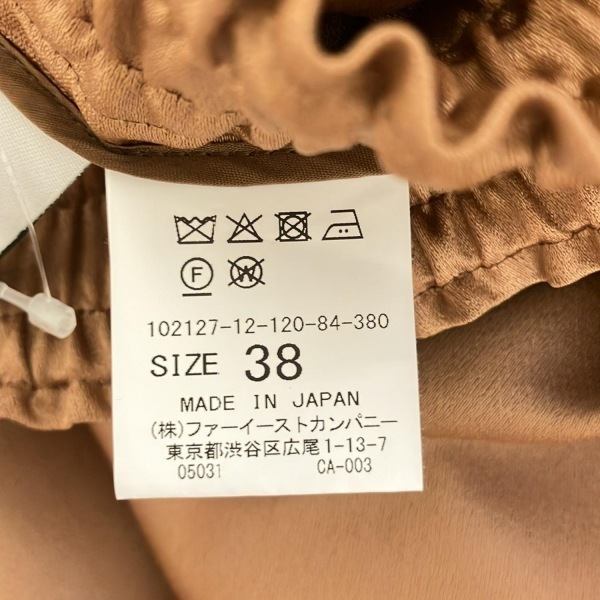 F
W
102127-12-120-84-380
SIZE 38
MADE IN JAPAN
(株)ファーイーストカンパニー
東京都渋谷区広尾1-13-7
05031 CA-003